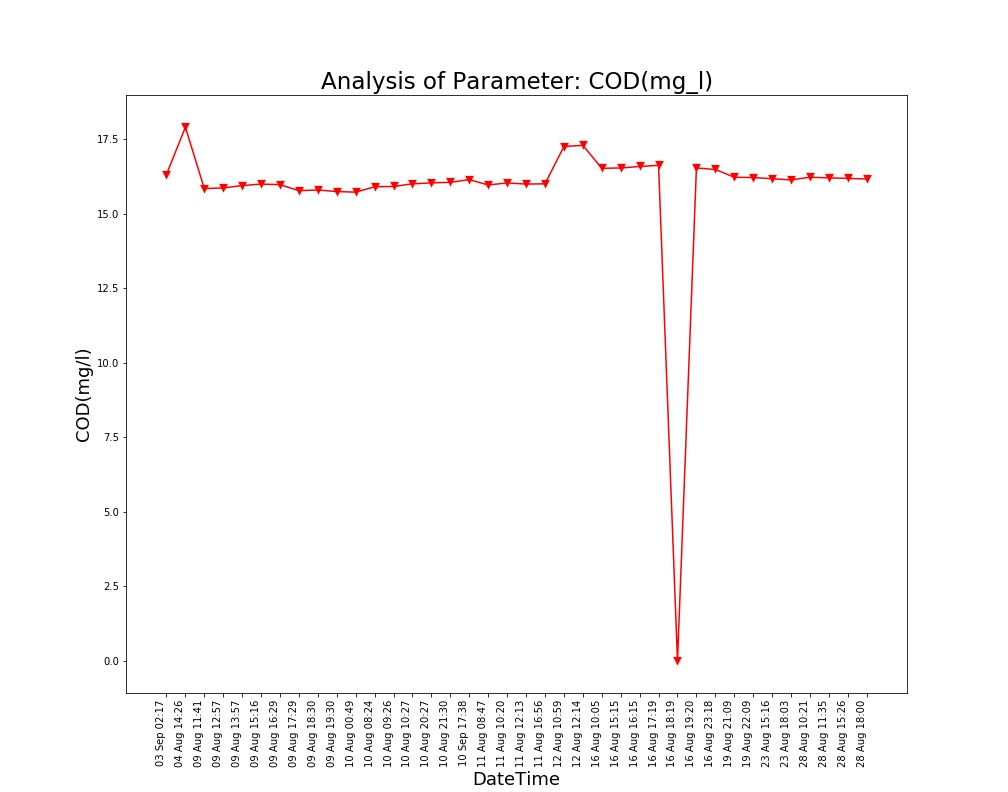 Analysis of Parameter: COD(mg_l)
COD(mg/l)
17.5
15.0
12.5
10.0
7.5
5.0
2.5
0.0
03 Sep 02:17
04 Aug 14:26
09 Aug 11:41
09 Aug 12:57
09 Aug 13:57
09 Aug 15:16
09 Aug 16:29
09 Aug 17:29
09 Aug 18:30
09 Aug 19:30
10 Aug 00:49
10 Aug 08:24
10 Aug 09:26
10 Aug 10:27
10 Aug 20:27
10 Aug 21:30
10 Sep 17:38
11 Aug 08:47
11 Aug 10:20
11 Aug 12:13
11 Aug 16:56
12 Aug 10:59
12 Aug 12:14
16 Aug 10:05
16 Aug 15:15
16 Aug 16:15
16 Aug 17:19
16 Aug 18:19
16 Aug 19:20
16 Aug 23:18
19 Aug 21:09
19 Aug 22:09
23 Aug 15:16
23 Aug 18:03
28 Aug 10:21
28 Aug 11:35
28 Aug 15:26
28 Aug 18:00
DateTime